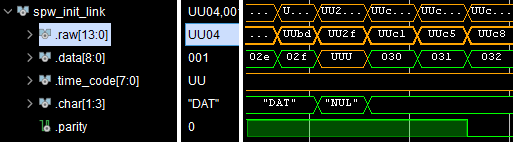 spw_init_link UU04,00 U... UU2... UUc... UUc... UUc...
.raw[13:0] UU04 ... UUbd UU2f UUc1 UUc5 UUc8
.data[8:0] 001 02e 02f UUU 030 031 032
.time_code[7:0] UU
.char[1:3] "DAT" "DAT" "NUL"
.parity 0